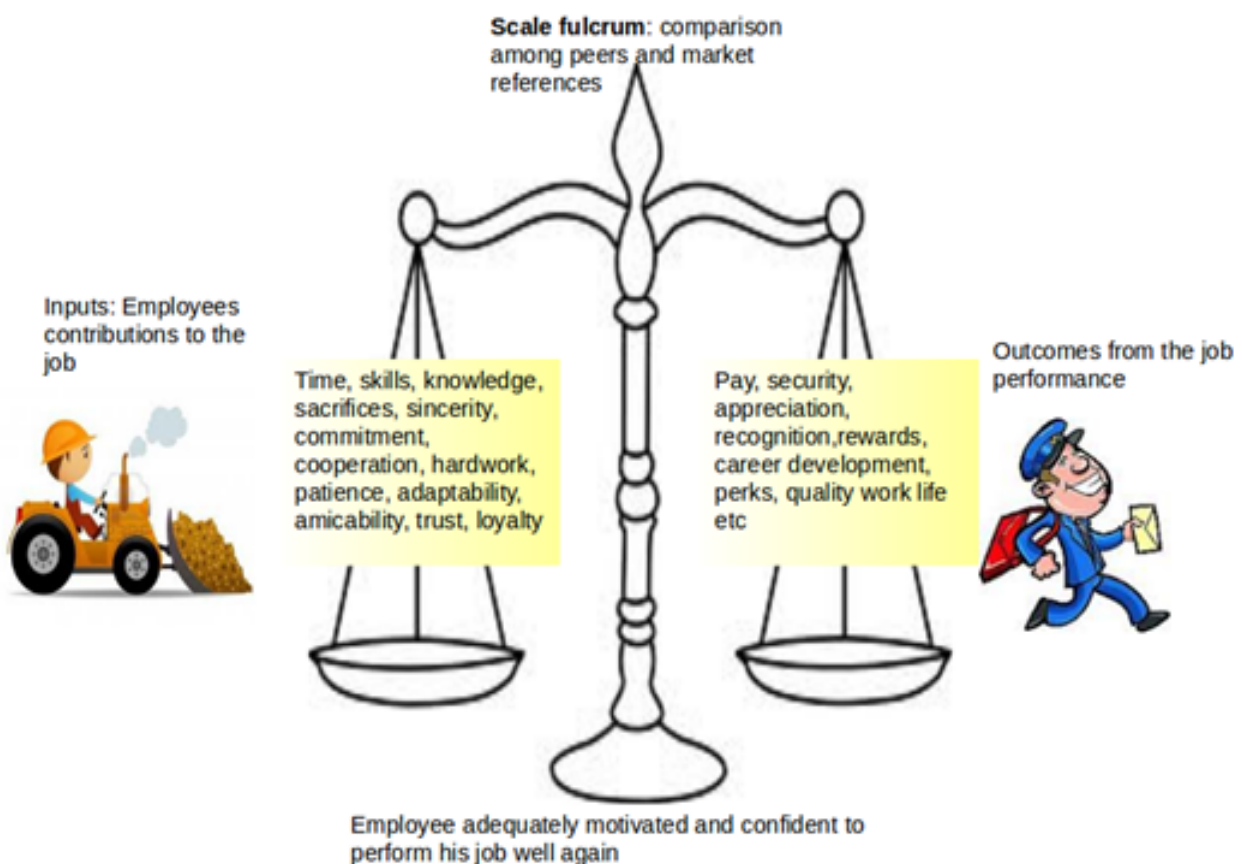 Scale fulcrum: comparison
among peers and market
references
Inputs: Employees
contributions to the
job
Time, skills, knowledge,
sacrifices, sincerity,
commitment,
cooperation, hardwork,
patience, adaptability,
amicability, trust, loyalty
Pay, security,
appreciation,
recognition,rewards,
career development,
perks, quality work life
etc
Outcomes from the job
performance
Employee adequately motivated and confident to
perform his job well again